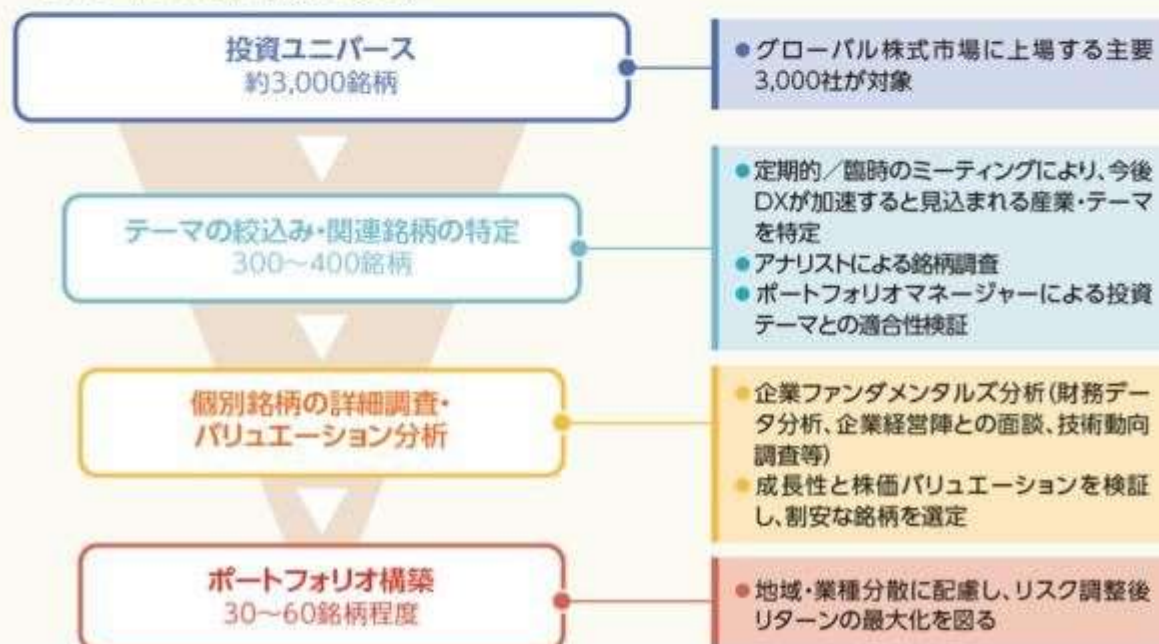 投資ユニバース
約3,000銘柄
●グローバル株式市場に上場する主要
3,000社が対象
テーマの絞込み・関連銘柄の特定
300～400銘柄
●定期的／臨時のミーティングにより、今後
DXが加速すると見込まれる産業・テーマ
を特定
●アナリストによる銘柄調査
●ポートフォリオマネージャーによる投資
テーマとの適合性検証
個別銘柄の詳細調査・
バリュエーション分析
●企業ファンダメンタルズ分析(財務デー
タ分析、企業経営陣との面談、技術動向
調査等)
●成長性と株価バリュエーションを検証
し、割安な銘柄を選定
ポートフォリオ構築
30～60銘柄程度
●地域・業種分散に配慮し、リスク調整後
リターンの最大化を図る